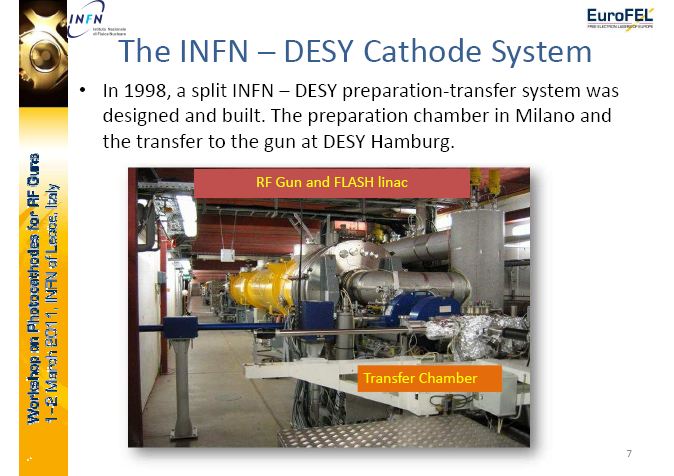 INFN
Istituto Nazionale
di Fisica Nucleare
EuroFEL
FREE ELECTRON LASERS OF EUROPE
The INFN – DESY Cathode System
• In 1998, a split INFN – DESY preparation-transfer system was
designed and built. The preparation chamber in Milano and
the transfer to the gun at DESY Hamburg.
RF Gun and FLASH linac
Transfer Chamber
Workshop on Photocathodes for RF Guns
1–2 March 2011, INFN of Lecce, Italy
7